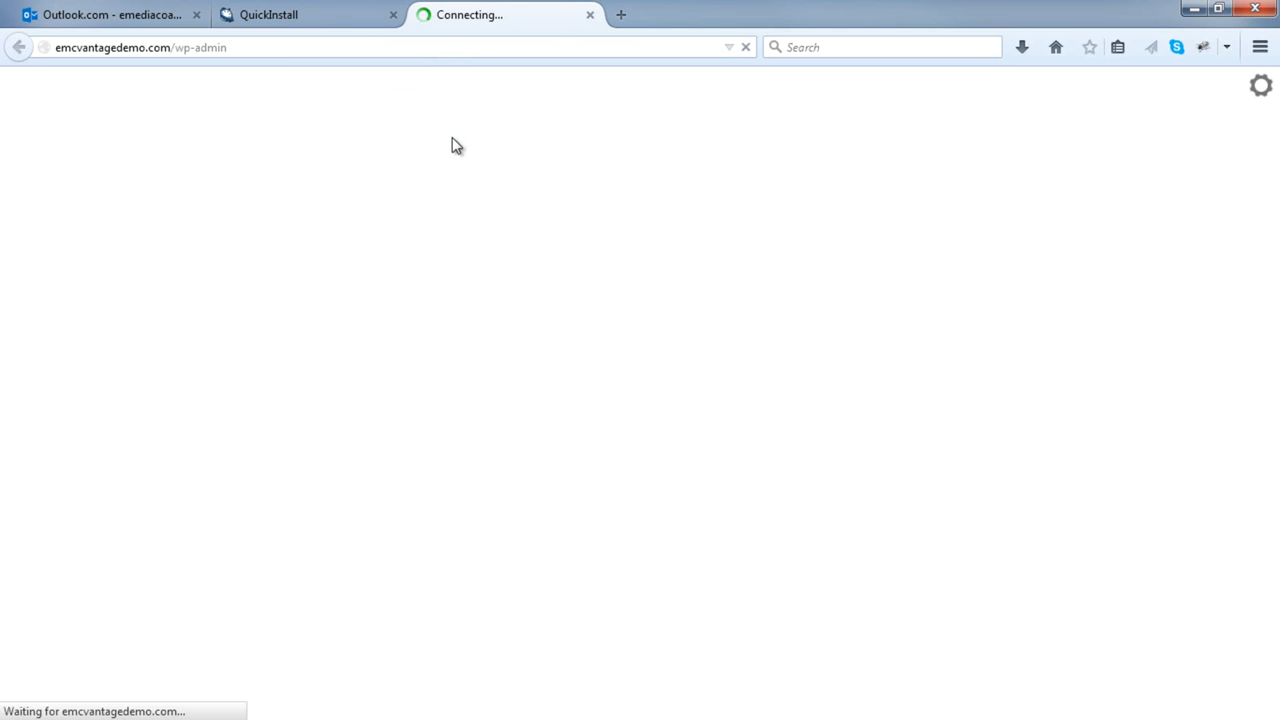 Outlook.com - emediacoa...
QuickInstall
Connecting...
emcvantagedemo.com/wp-admin
Search
Waiting for emcvantagedemo.com...